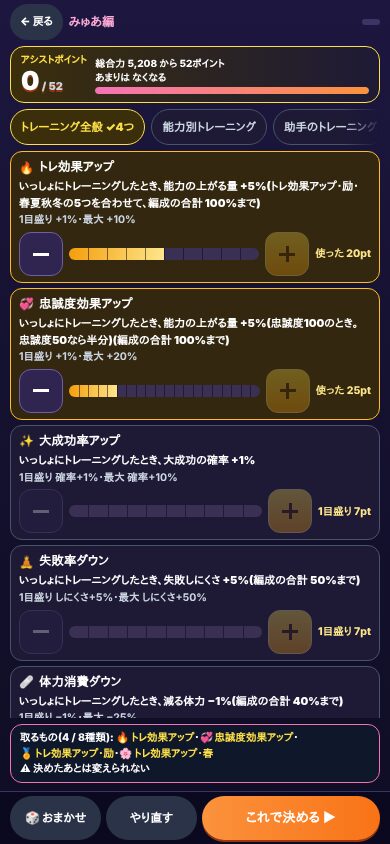 ← 戻る
みゅあ編
アシストポイント
0 / 52
総合力 5,208 から 52ポイント
あまりは なくなる
トレーニング全般 ✓4つ
能力別トレーニング
助手のトレーニング
🔥 トレ効果アップ
いっしょにトレーニングしたとき、能力の上がる量 +5%(トレ効果アップ・励・
春夏秋冬の5つを合わせて、編成の合計 100%まで)
1目盛り +1%・最大 +10%
− + 使った 20pt
💞 忠誠度効果アップ
いっしょにトレーニングしたとき、能力の上がる量 +5%(忠誠度100のとき。
忠誠度50なら半分)(編成の合計 100%まで)
1目盛り +1%・最大 +20%
− + 使った 25pt
✨ 大成功率アップ
いっしょにトレーニングしたとき、大成功の確率 +1%
1目盛り 確率+1%・最大 確率+10%
− + 1目盛り 7pt
🧘 失敗率ダウン
いっしょにトレーニングしたとき、失敗しにくさ +5%(編成の合計 50%まで)
1目盛り しにくさ+5%・最大 しにくさ+50%
− + 1目盛り 7pt
🩹 体力消費ダウン
いっしょにトレーニングしたとき、減る体力 −1%(編成の合計 40%まで)
1目盛り −1%・最大 −25%
取るもの(4 / 8種類): 🔥 トレ効果アップ・💞 忠誠度効果アップ・
🏅 トレ効果アップ・励・🌸 トレ効果アップ・春
⚠ 決めたあとは変えられない
🎲 おまかせ
やり直す
これで決める ▶